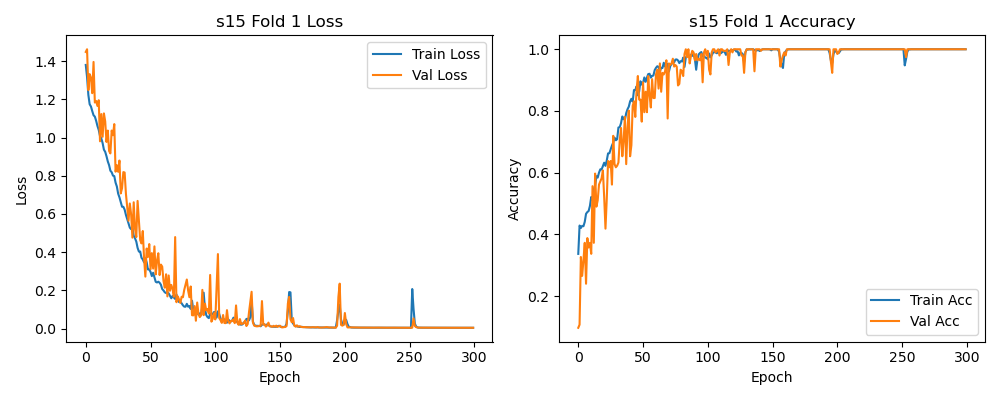 s15 Fold 1 Loss
Train Loss
Val Loss
1.4
1.2
1.0
0.8
0.6
0.4
0.2
0.0
Loss
0 50 100 150 200 250 300
Epoch
s15 Fold 1 Accuracy
1.0
0.8
0.6
0.4
0.2
Accuracy
Train Acc
Val Acc
0 50 100 150 200 250 300
Epoch